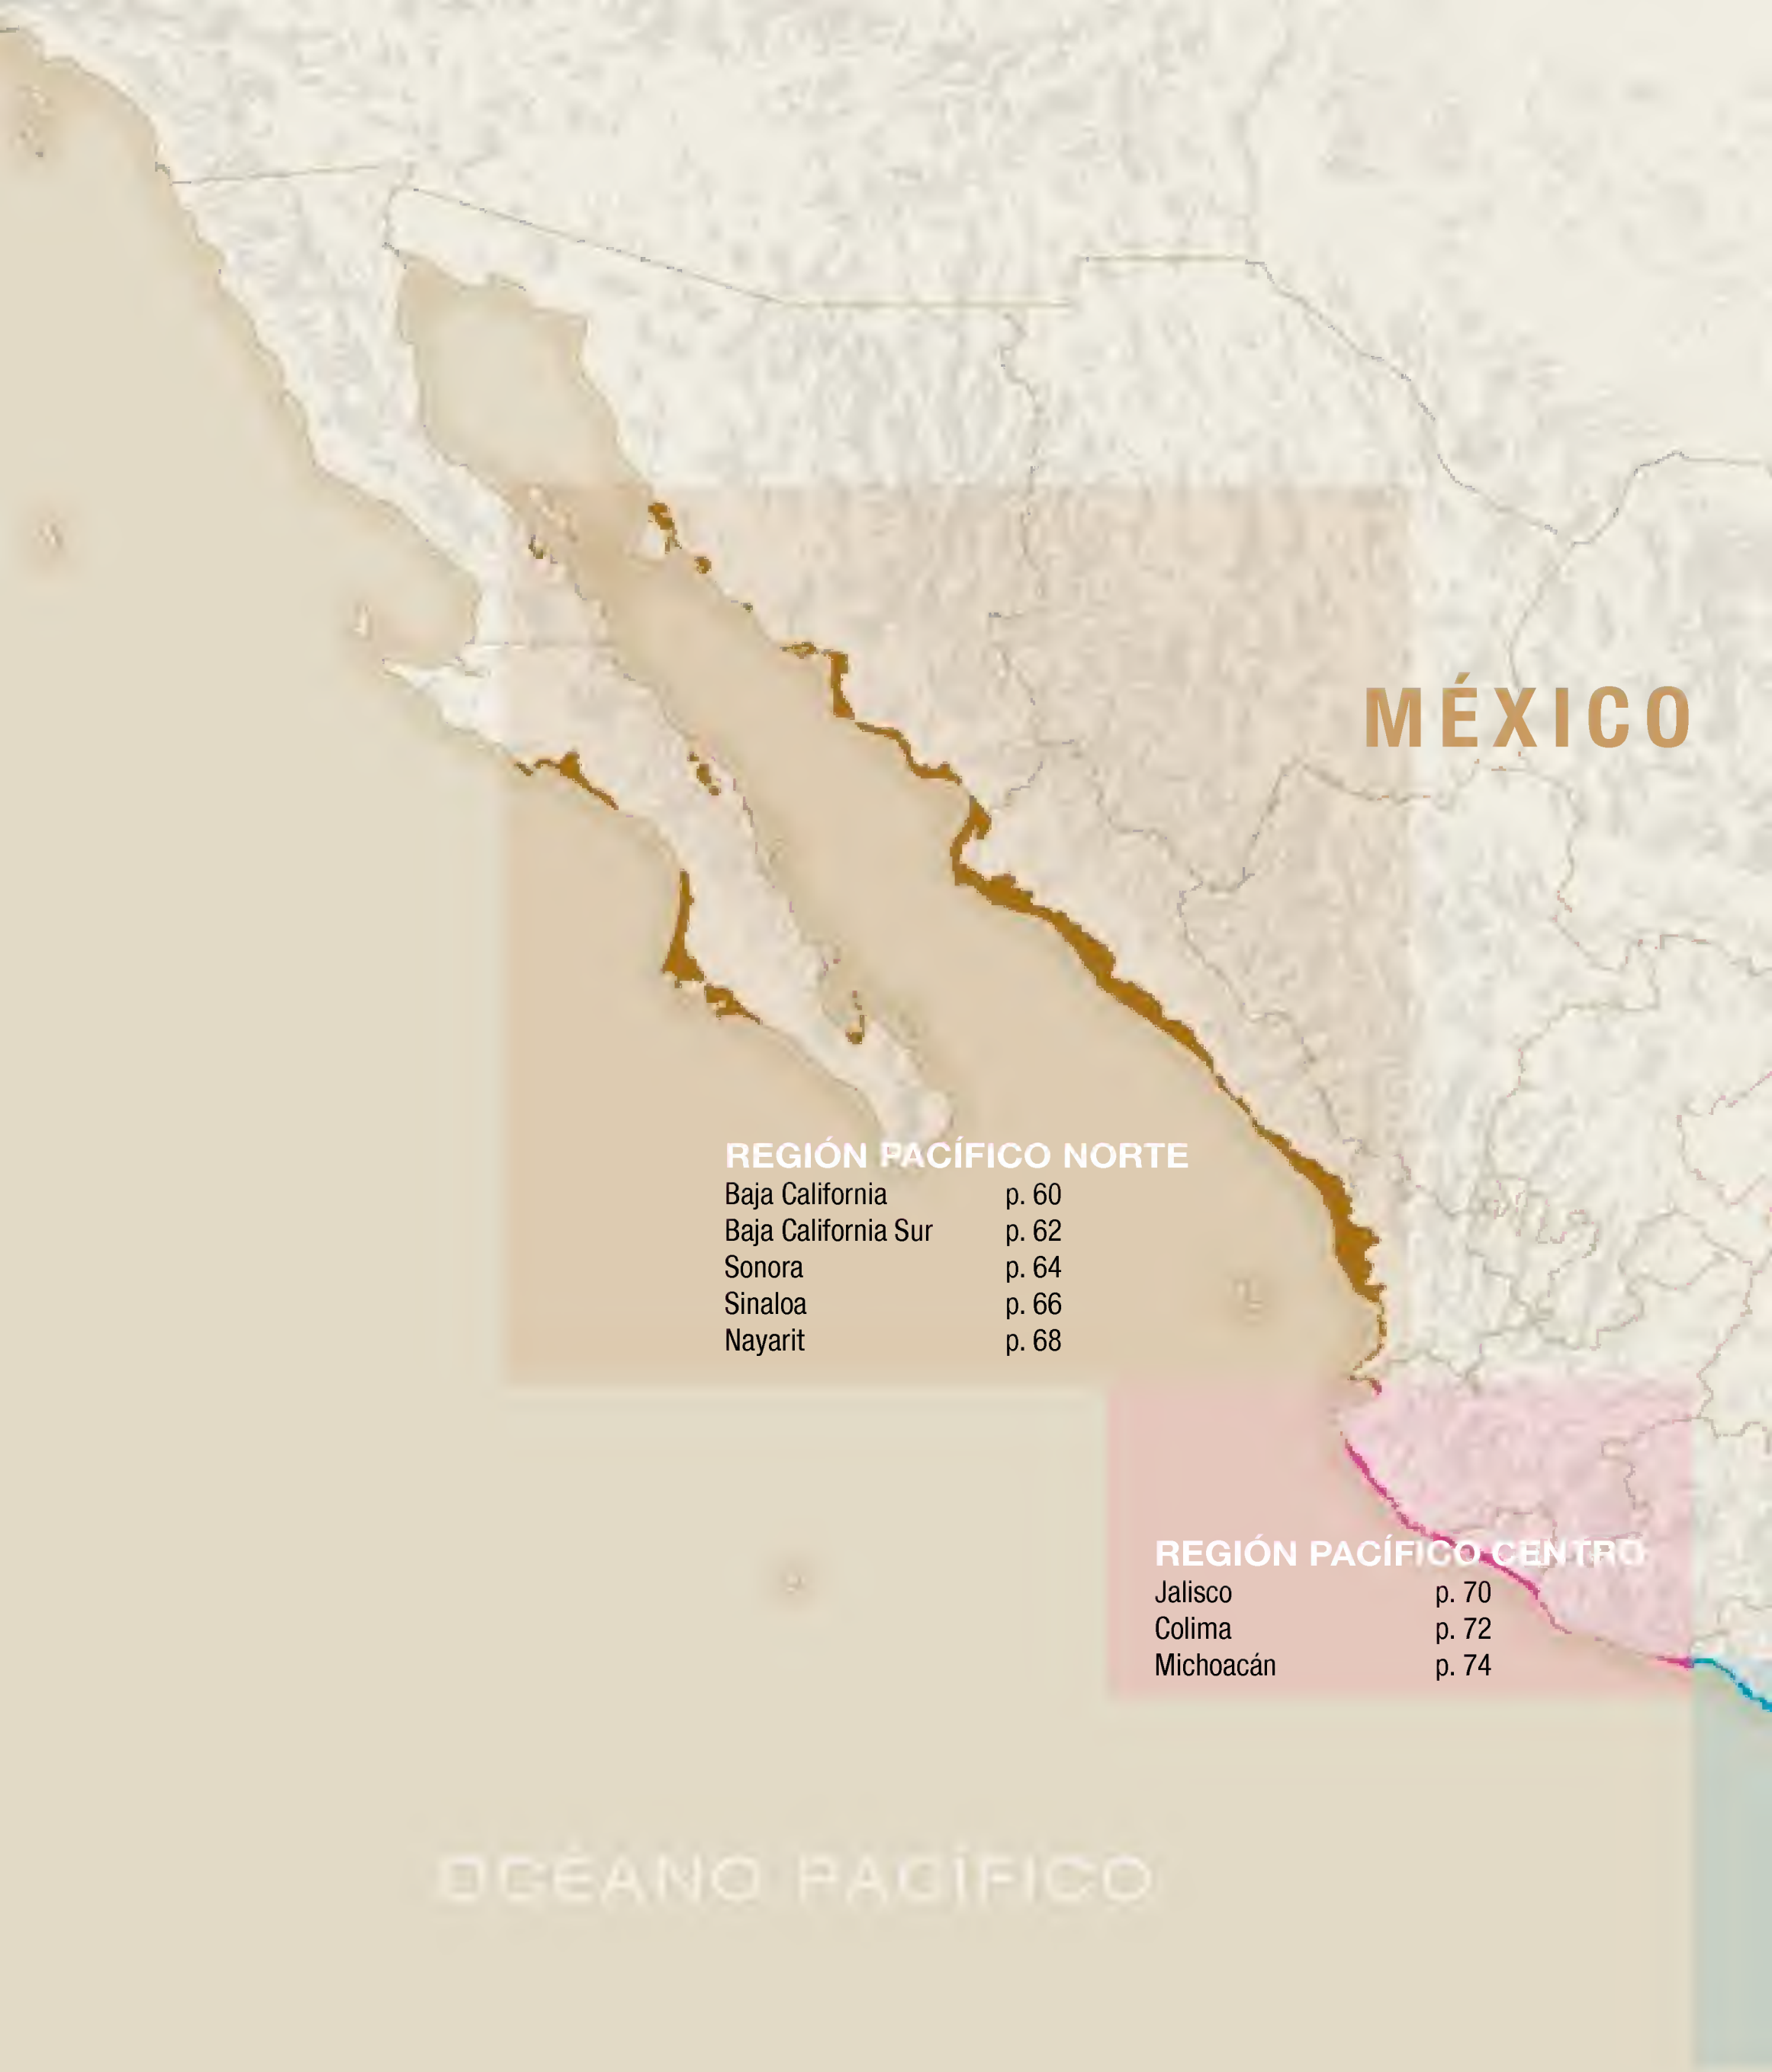 MÉXICO
REGIÓN PACÍFICO NORTE
Baja California p. 60
Baja California Sur p. 62
Sonora p. 64
Sinaloa p. 66
Nayarit p. 68
REGIÓN PACÍFICO CENTRO
Jalisco p. 70
Colima p. 72
Michoacán p. 74
OCÉANO PACÍFICO